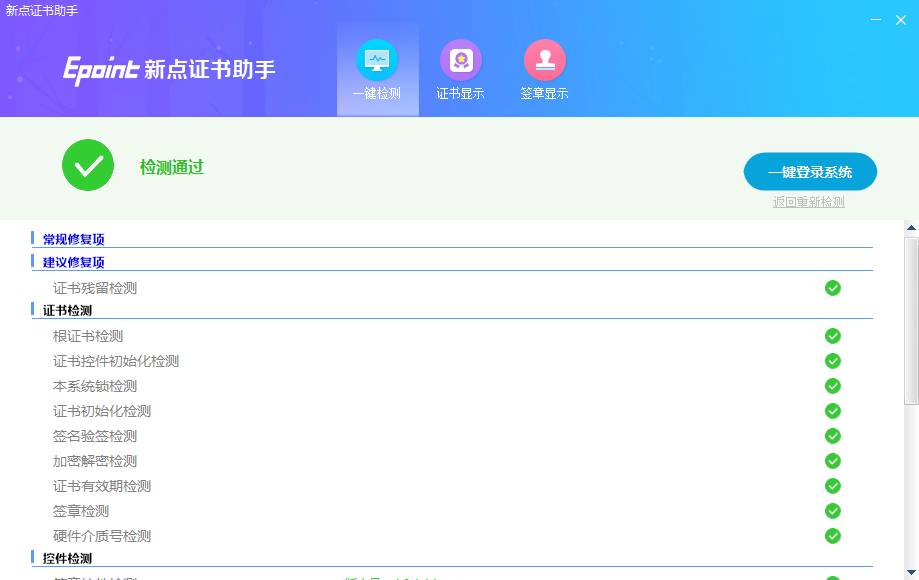 新点证书助手
Epoint 新点证书助手
一键检测
证书显示
签章显示
检测通过
一键登录系统
返回重新检测
常规修复项
建议修复项
证书残留检测
证书检测
根证书检测
证书控件初始化检测
本系统锁检测
证书初始化检测
签名验签检测
加密解密检测
证书有效期检测
签章检测
硬件介质号检测
控件检测